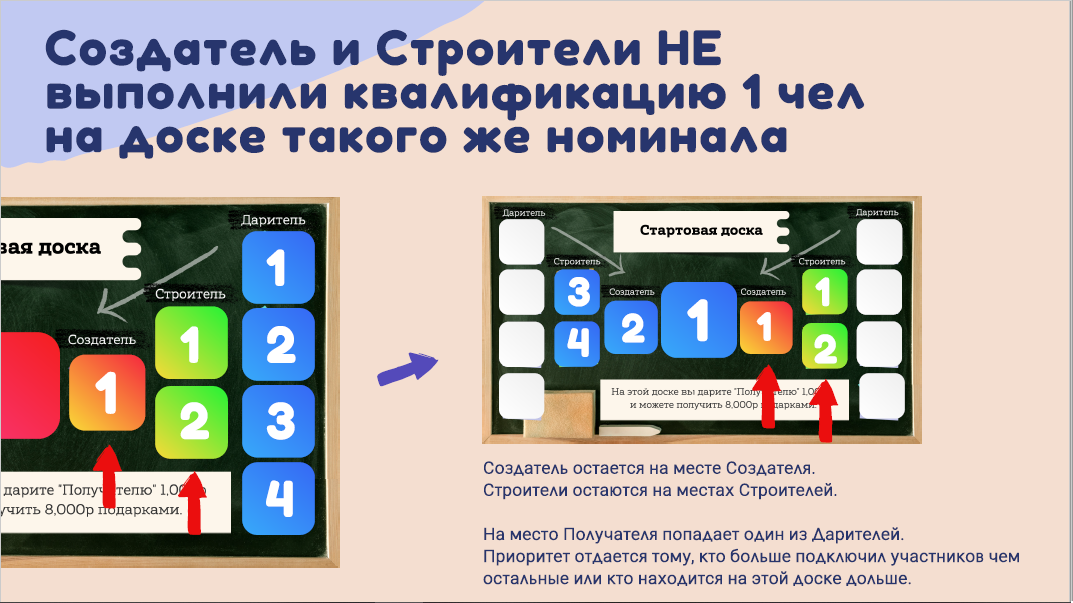 Создатель и Строители НЕ
выполнили квалификацию 1 чел
на доске такого же номинала
Даритель
вая доска
1
Строитель
1
2
Создатель
1
2
3
4
дарите "Получателю" 1,00
учить 8,000р подарками.
Даритель
Стартовая доска
Даритель
Строитель
Строитель
3
Создатель
1
Создатель
1
4
2
1
2
На этой доске вы дарите "Получателю" 1,00
и можете получить 8,000р подарками.
Создатель остается на месте Создателя.
Строители остаются на местах Строителей.
На место Получателя попадает один из Дарителей.
Приоритет отдается тому, кто больше подключил участников чем
остальные или кто находится на этой доске дольше.